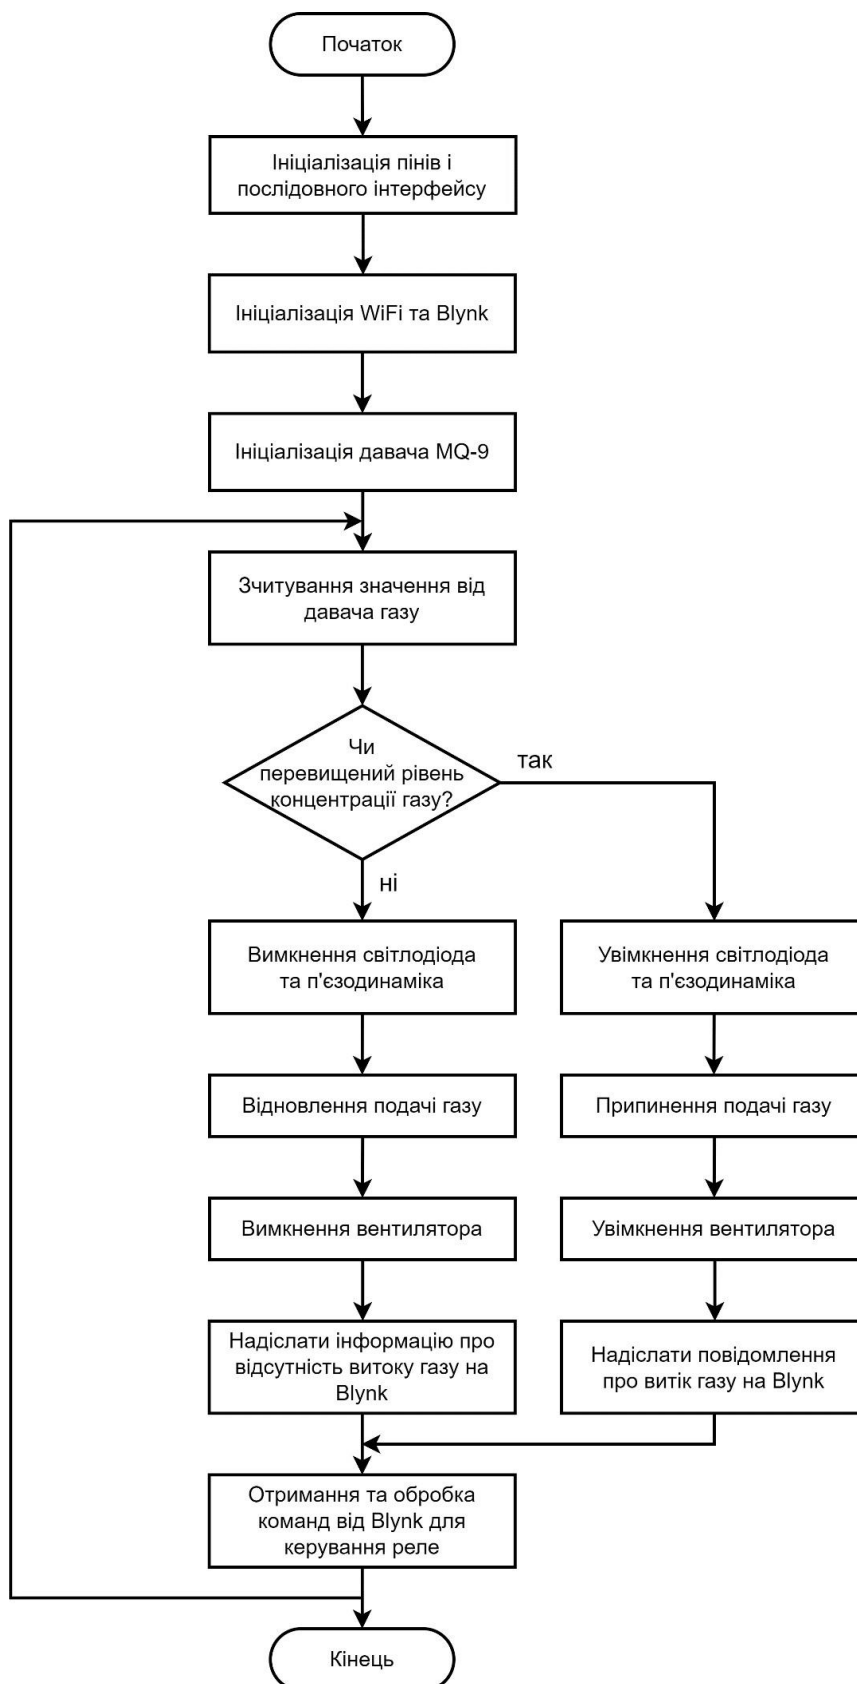 Початок
Ініціалізація пінів і
послідовного інтерфейсу
Ініціалізація WiFi та Blynk
Ініціалізація давача MQ-9
Зчитування значення від
давача газу
Чи
перевищений рівень
концентрації газу?
так
ні
Вимкнення світлодіода
та п'єзодинаміка
Увімкнення світлодіода
та п'єзодинаміка
Відновлення подачі газу
Припинення подачі газу
Вимкнення вентилятора
Увімкнення вентилятора
Надіслати інформацію про
відсутність витоку газу на
Blynk
Надіслати повідомлення
про витік газу на Blynk
Отримання та обробка
команд від Blynk для
керування реле
Кінець